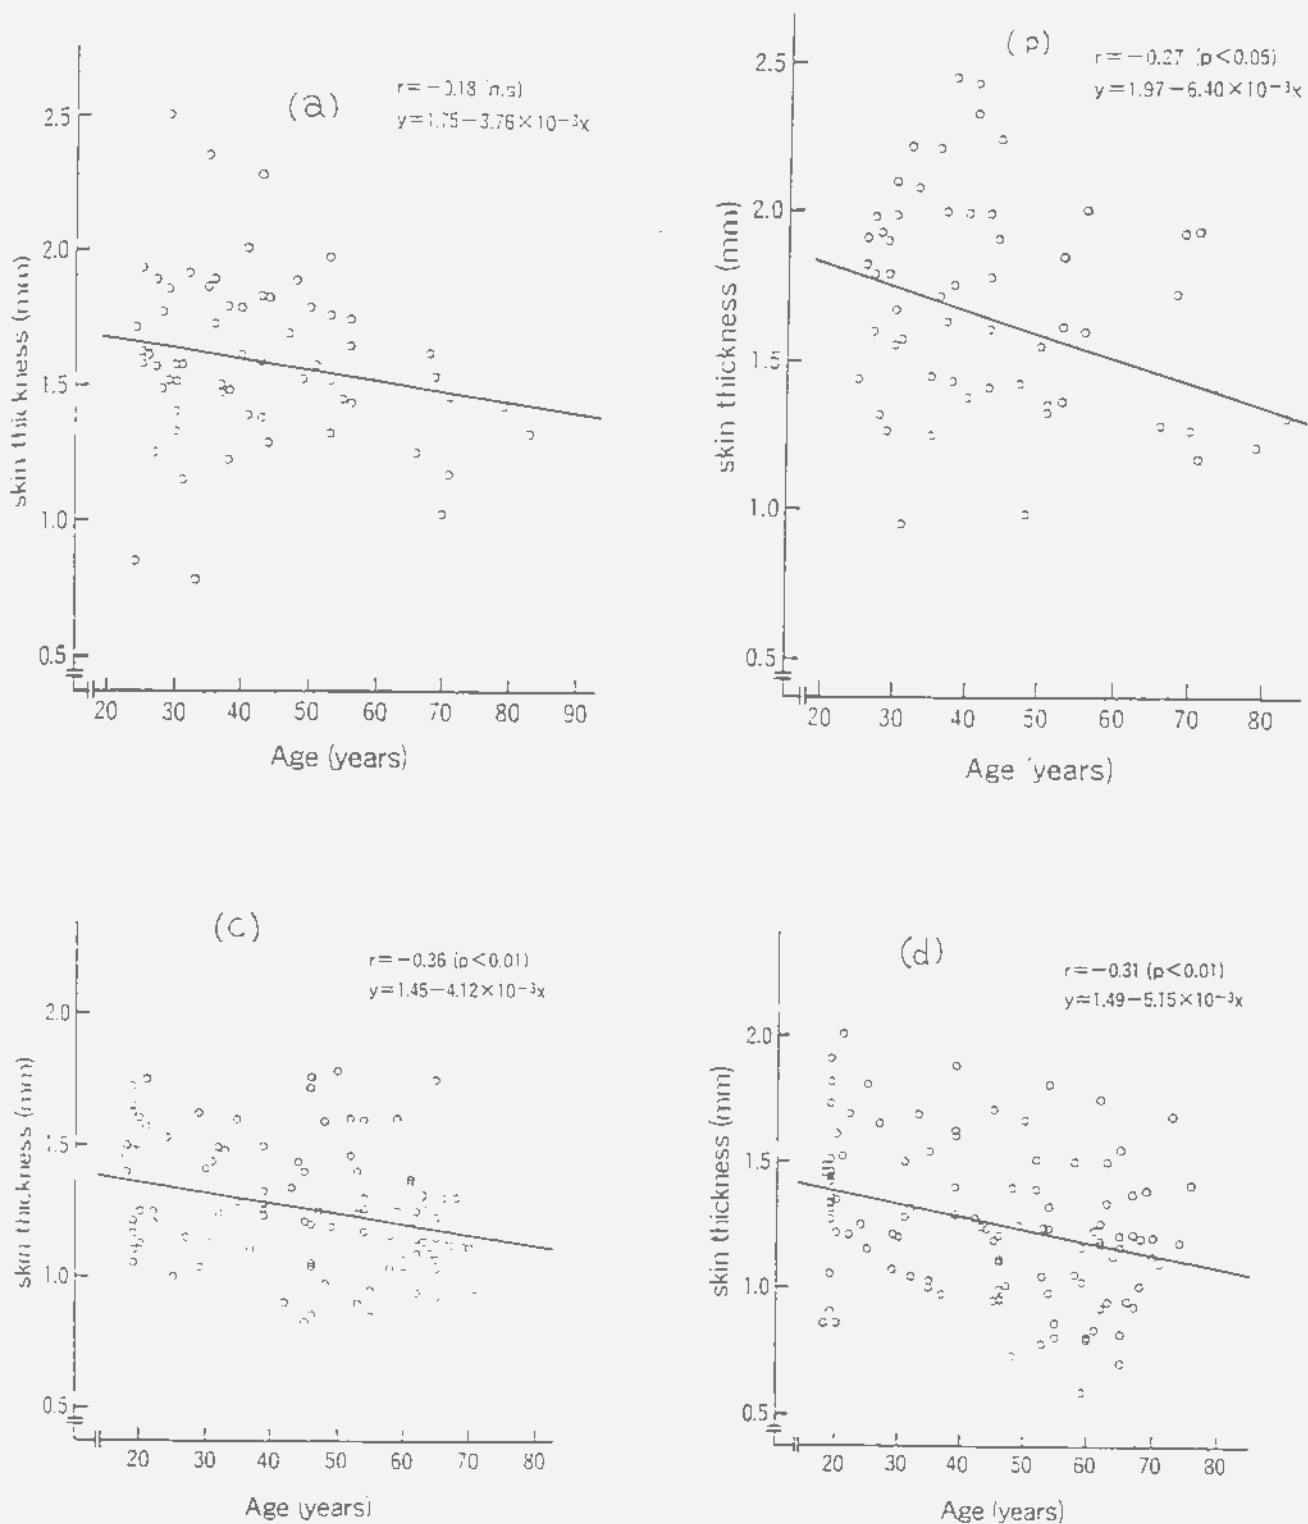 (a)
r=−0.18 (n.s)
y=1.75−3.76×10⁻³x
2.5
2.0
1.5
1.0
0.5
skin thickness (mm)
20 30 40 50 60 70 80 90
Age (years)
(b)
r=−0.27 (p<0.05)
y=1.97−6.40×10⁻³x
2.5
2.0
1.5
1.0
0.5
skin thickness (mm)
20 30 40 50 60 70 80
Age (years)
(c)
r=−0.36 (p<0.01)
y=1.45−4.12×10⁻³x
2.0
1.5
1.0
0.5
skin thickness (mm)
20 30 40 50 60 70 80
Age (years)
(d)
r=−0.31 (p<0.01)
y=1.49−5.15×10⁻³x
2.0
1.5
1.0
0.5
skin thickness (mm)
20 30 40 50 60 70 80
Age (years)